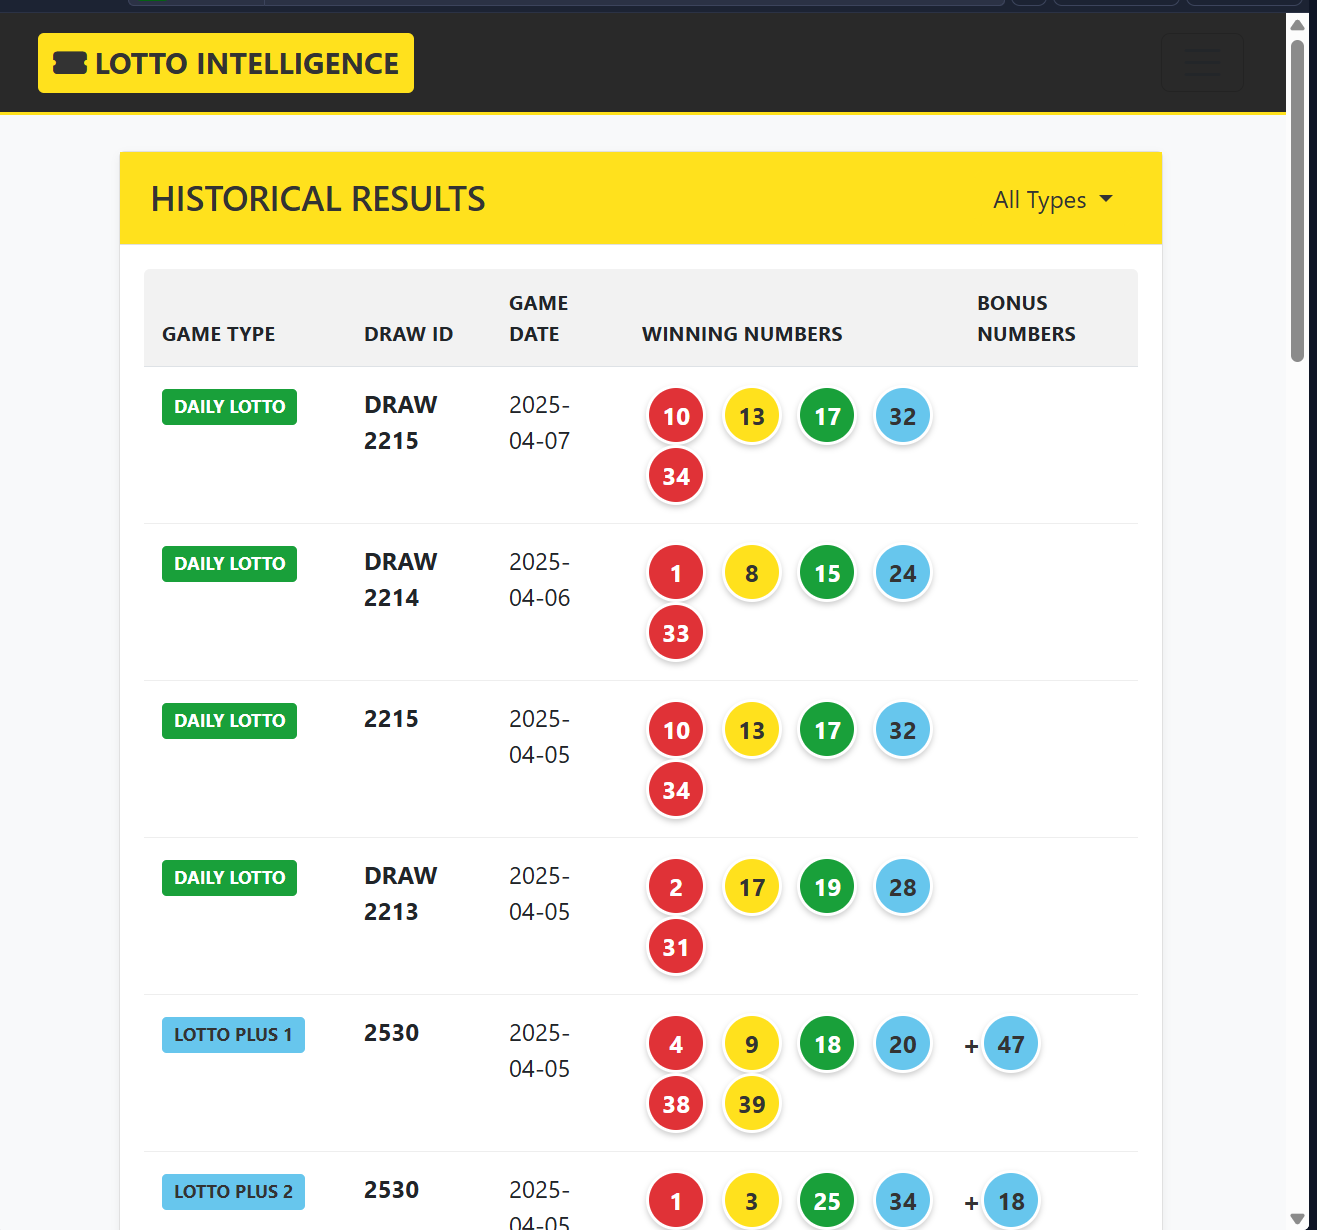 LOTTO INTELLIGENCE
HISTORICAL RESULTS
All Types
GAME TYPE
DRAW ID
GAME
DATE
WINNING NUMBERS
BONUS
NUMBERS
DAILY LOTTO
DRAW
2215
2025-
04-07
10 13 17 32
34
DAILY LOTTO
DRAW
2214
2025-
04-06
1 8 15 24
33
DAILY LOTTO
2215
2025-
04-05
10 13 17 32
34
DAILY LOTTO
DRAW
2213
2025-
04-05
2 17 19 28
31
LOTTO PLUS 1
2530
2025-
04-05
4 9 18 20
38 39
+ 47
LOTTO PLUS 2
2530
2025-
04-05
1 3 25 34
+ 18